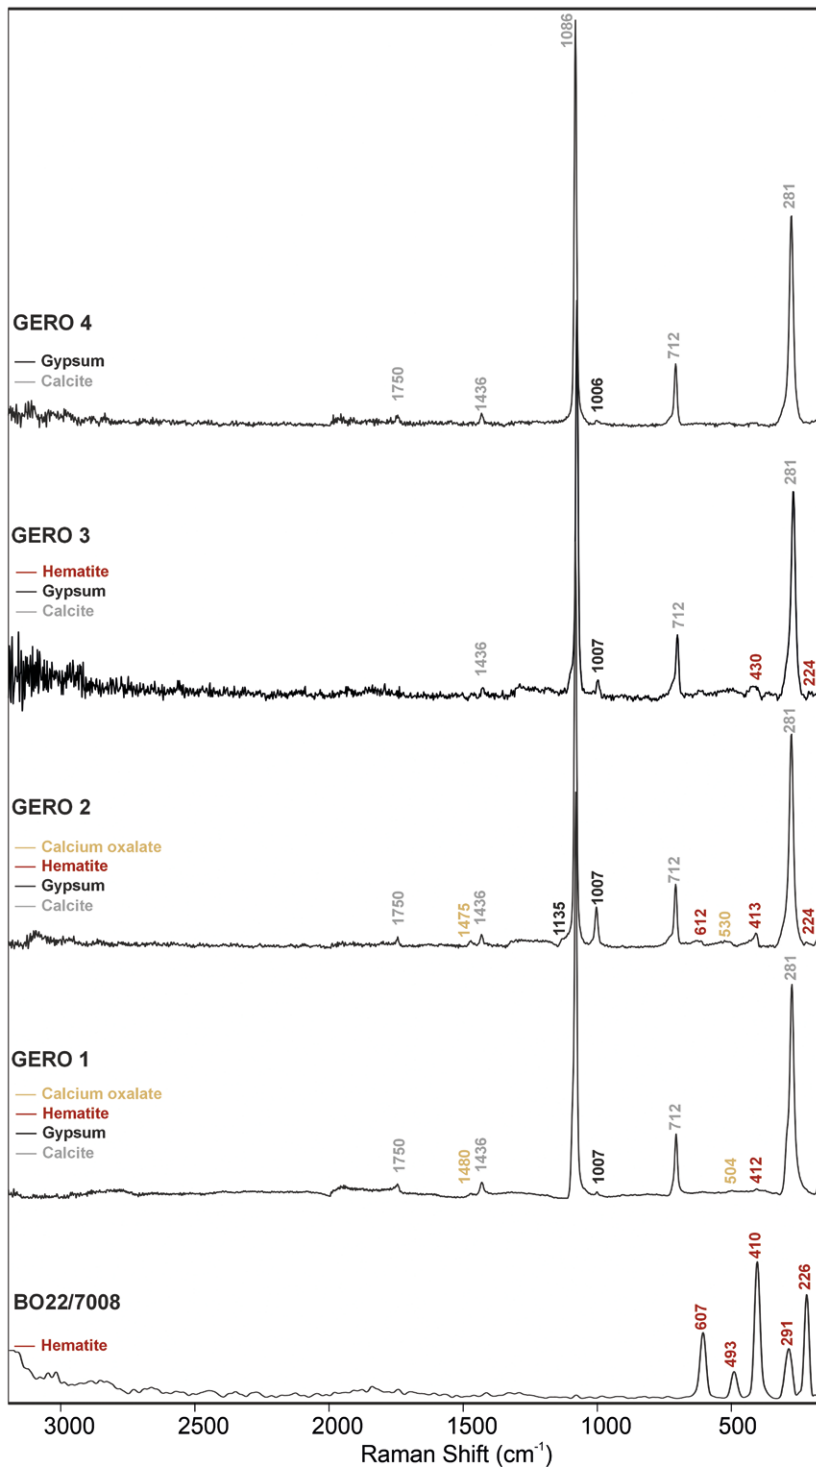 1086
281
712
1750
1436
1006
GERO 4
Gypsum
Calcite
281
712
1436
1007
430
224
GERO 3
Hematite
Gypsum
Calcite
281
712
1750
1475
1436
1135
1007
612
530
413
224
GERO 2
Calcium oxalate
Hematite
Gypsum
Calcite
281
712
1750
1480
1436
1007
504
412
GERO 1
Calcium oxalate
Hematite
Gypsum
Calcite
607
493
410
291
226
BO22/7008
Hematite
3000 2500 2000 1500 1000 500
Raman Shift (cm⁻¹)